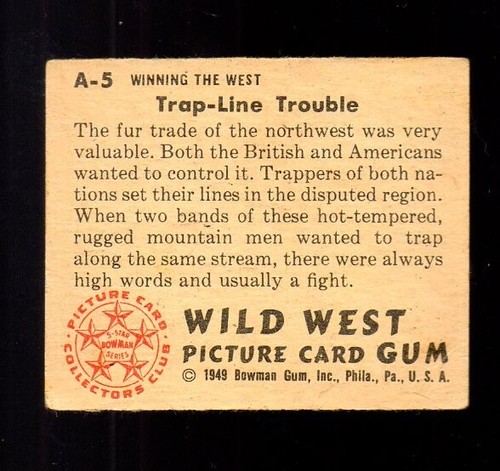 A-5 WINNING THE WEST
Trap-Line Trouble
The fur trade of the northwest was very
valuable. Both the British and Americans
wanted to control it. Trappers of both na-
tions set their lines in the disputed region.
When two bands of these hot-tempered,
rugged mountain men wanted to trap
along the same stream, there were always
high words and usually a fight.
PICTURE CARD
COLLECTORS CLUB
5-STAR
BOWMAN
SERIES
WILD WEST
PICTURE CARD GUM
© 1949 Bowman Gum, Inc., Phila., Pa., U. S. A.